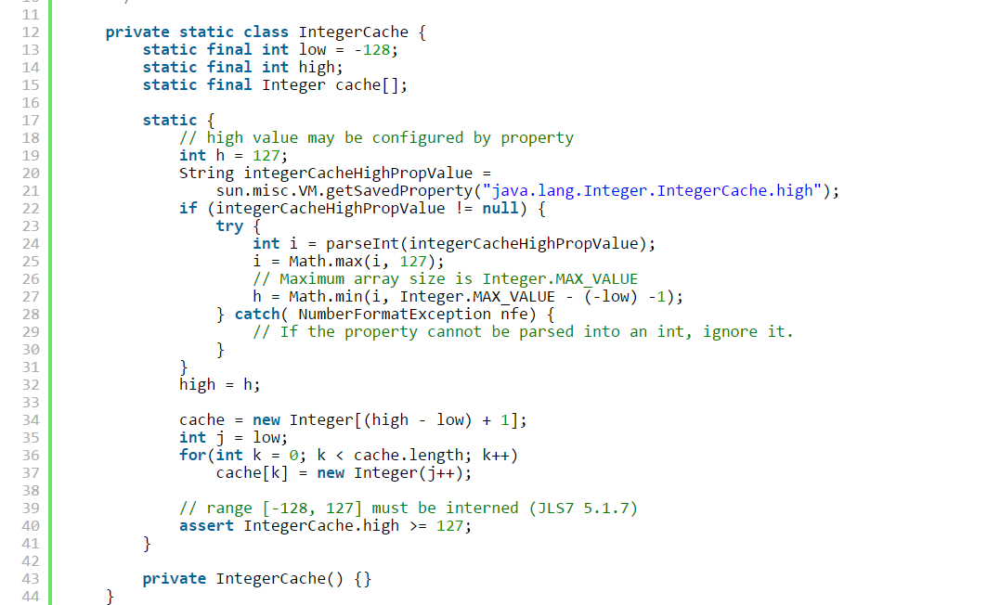 11
12 private static class IntegerCache {
13 static final int low = -128;
14 static final int high;
15 static final Integer cache[];
16
17 static {
18 // high value may be configured by property
19 int h = 127;
20 String integerCacheHighPropValue =
21 sun.misc.VM.getSavedProperty("java.lang.Integer.IntegerCache.high");
22 if (integerCacheHighPropValue != null) {
23 try {
24 int i = parseInt(integerCacheHighPropValue);
25 i = Math.max(i, 127);
26 // Maximum array size is Integer.MAX_VALUE
27 h = Math.min(i, Integer.MAX_VALUE - (-low) -1);
28 } catch( NumberFormatException nfe) {
29 // If the property cannot be parsed into an int, ignore it.
30 }
31 }
32 high = h;
33
34 cache = new Integer[(high - low) + 1];
35 int j = low;
36 for(int k = 0; k < cache.length; k++)
37 cache[k] = new Integer(j++);
38
39 // range [-128, 127] must be interned (JLS7 5.1.7)
40 assert IntegerCache.high >= 127;
41 }
42
43 private IntegerCache() {}
44 }